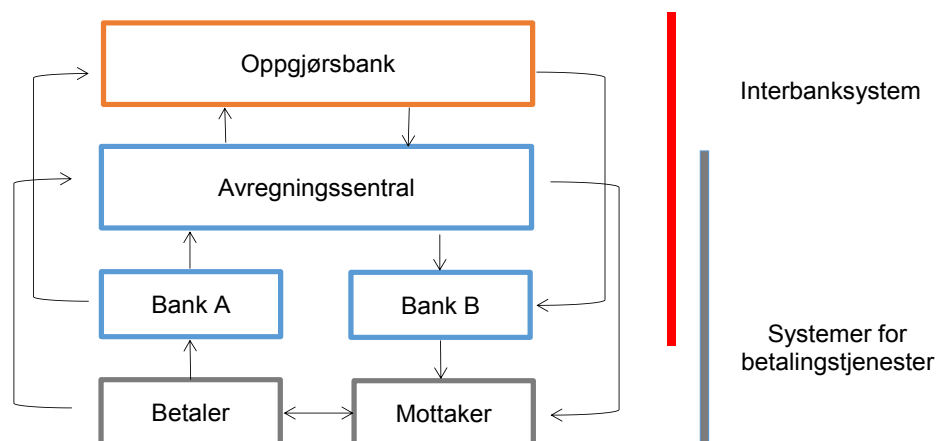 Oppgjørsbank
Interbanksystem
Avregningssentral
Bank A
Bank B
Systemer for
betalingstjenester
Betaler
Mottaker